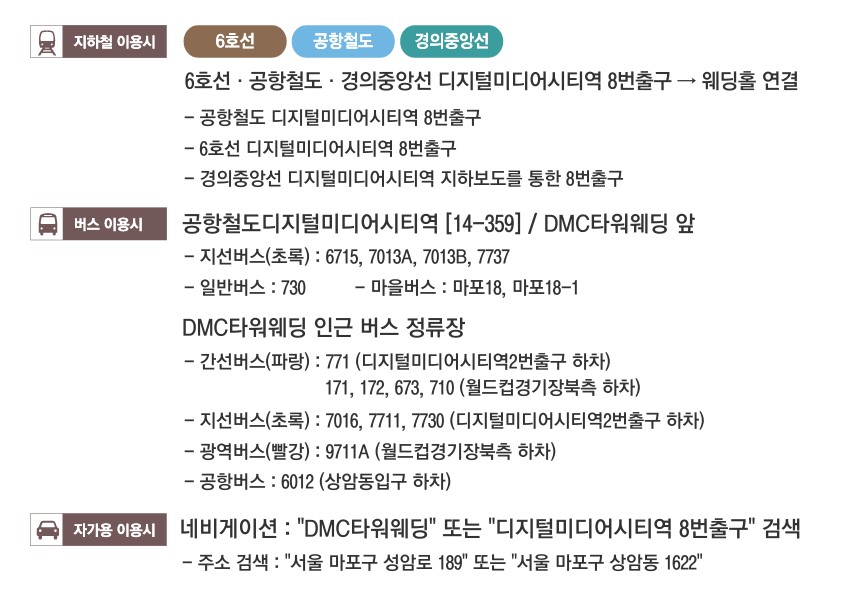 지하철 이용시 6호선 공항철도 경의중앙선
6호선 · 공항철도 · 경의중앙선 디지털미디어시티역 8번출구 → 웨딩홀 연결
- 공항철도 디지털미디어시티역 8번출구
- 6호선 디지털미디어시티역 8번출구
- 경의중앙선 디지털미디어시티역 지하보도를 통한 8번출구
버스 이용시 공항철도디지털미디어시티역 [14-359] / DMC타워웨딩 앞
- 지선버스(초록) : 6715, 7013A, 7013B, 7737
- 일반버스 : 730 - 마을버스 : 마포18, 마포18-1
DMC타워웨딩 인근 버스 정류장
- 간선버스(파랑) : 771 (디지털미디어시티역2번출구 하차)
171, 172, 673, 710 (월드컵경기장북측 하차)
- 지선버스(초록) : 7016, 7711, 7730 (디지털미디어시티역2번출구 하차)
- 광역버스(빨강) : 9711A (월드컵경기장북측 하차)
- 공항버스 : 6012 (상암동입구 하차)
자가용 이용시 네비게이션 : "DMC타워웨딩" 또는 "디지털미디어시티역 8번출구" 검색
- 주소 검색 : "서울 마포구 성암로 189" 또는 "서울 마포구 상암동 1622"